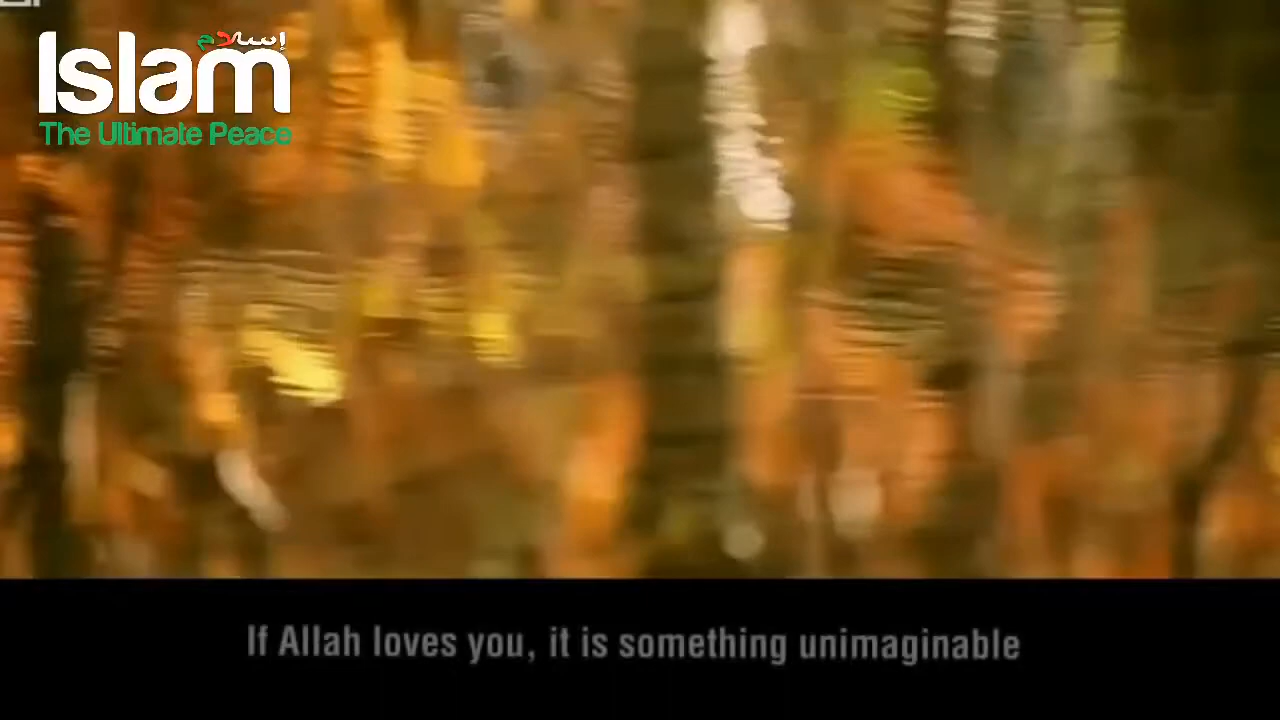 إسلام
Islam
The Ultimate Peace
If Allah loves you, it is something unimaginable